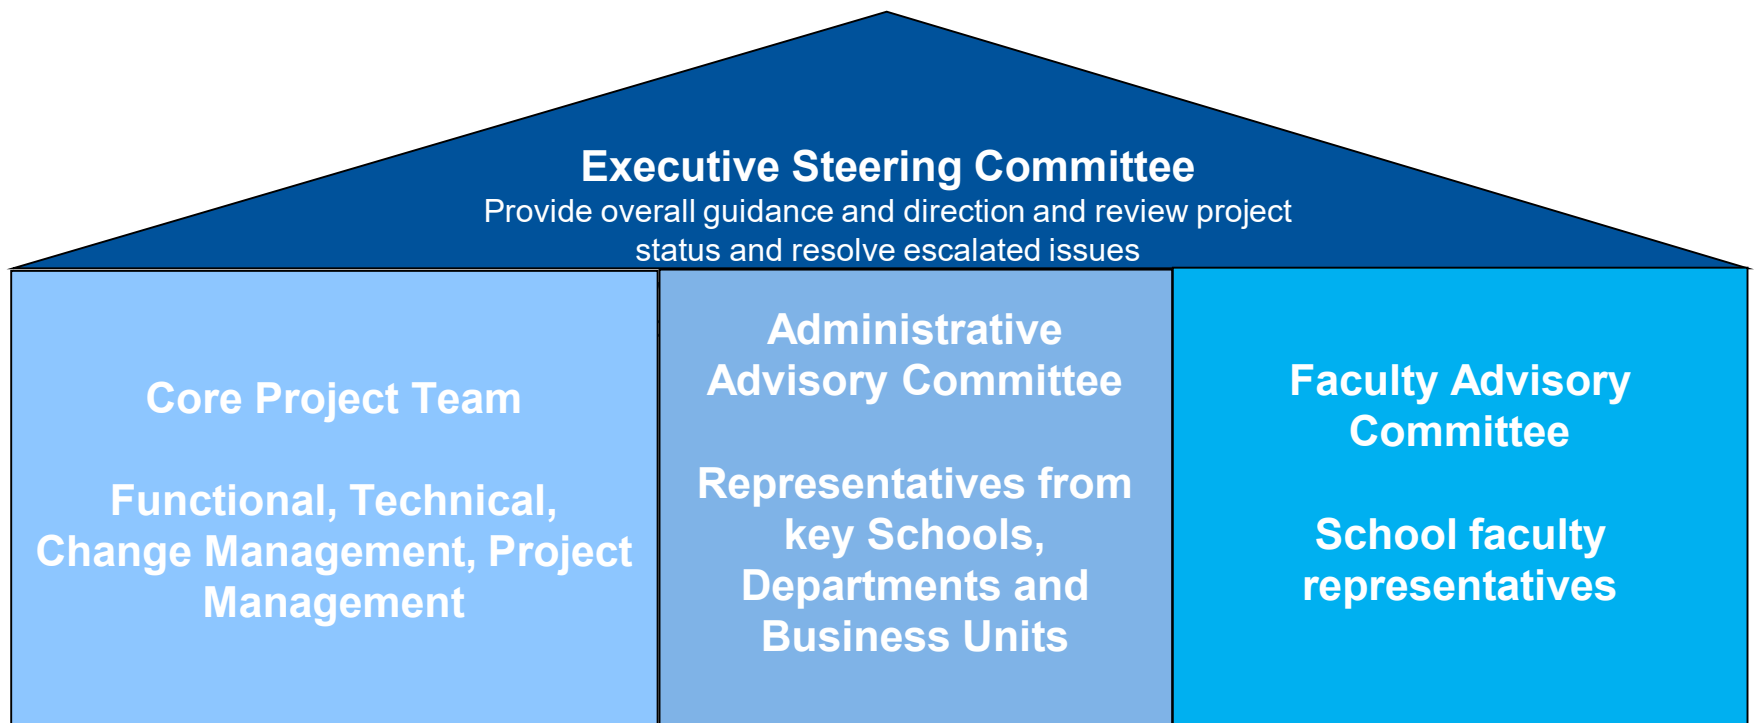 Executive Steering Committee
Provide overall guidance and direction and review project
status and resolve escalated issues
Core Project Team
Functional, Technical,
Change Management, Project
Management
Administrative
Advisory Committee
Representatives from
key Schools,
Departments and
Business Units
Faculty Advisory
Committee
School faculty
representatives